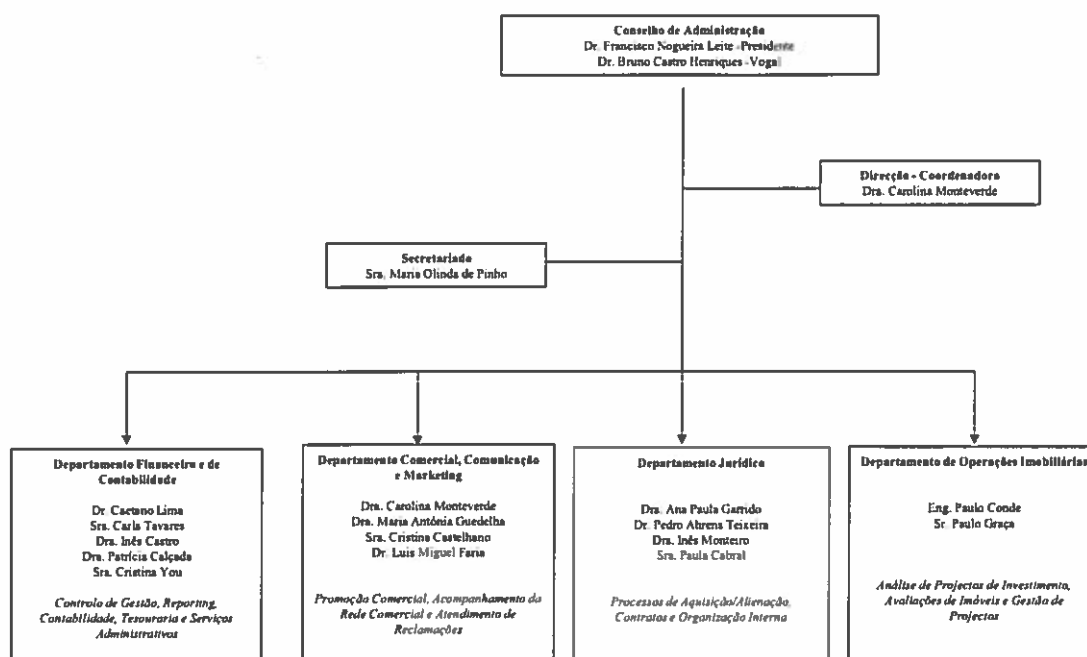 Conselho de Administração
Dr. Francisco Nogueira Leite -Presidente
Dr. Bruno Castro Henriques -Vogal
Direcção - Coordenadora
Dra. Carolina Monteverde
Secretariado
Sra. Maria Olinda de Pinho
Departamento Financeiro e de
Contabilidade
Dr. Caetano Lima
Sra. Carla Tavares
Dra. Inês Castro
Dra. Patrícia Calçada
Sra. Cristina You
Controlo de Gestão, Reporting,
Contabilidade, Tesouraria e Serviços
Administrativos
Departamento Comercial, Comunicação
e Marketing
Dra. Carolina Monteverde
Dra. Maria Antónia Guedelha
Sra. Cristina Castelhano
Dr. Luis Miguel Faria
Promoção Comercial, Acompanhamento da
Rede Comercial e Atendimento de
Reclamações
Departamento Jurídico
Dra. Ana Paula Garrido
Dr. Pedro Ahrens Teixeira
Dra. Inês Monteiro
Sra. Paula Cabral
Processos de Aquisição/Alienação,
Contratos e Organização Interna
Departamento de Operações Imobiliárias
Eng. Paulo Conde
Sr. Paulo Graça
Análise de Projectos de Investimento,
Avaliações de Imóveis e Gestão de
Projectos